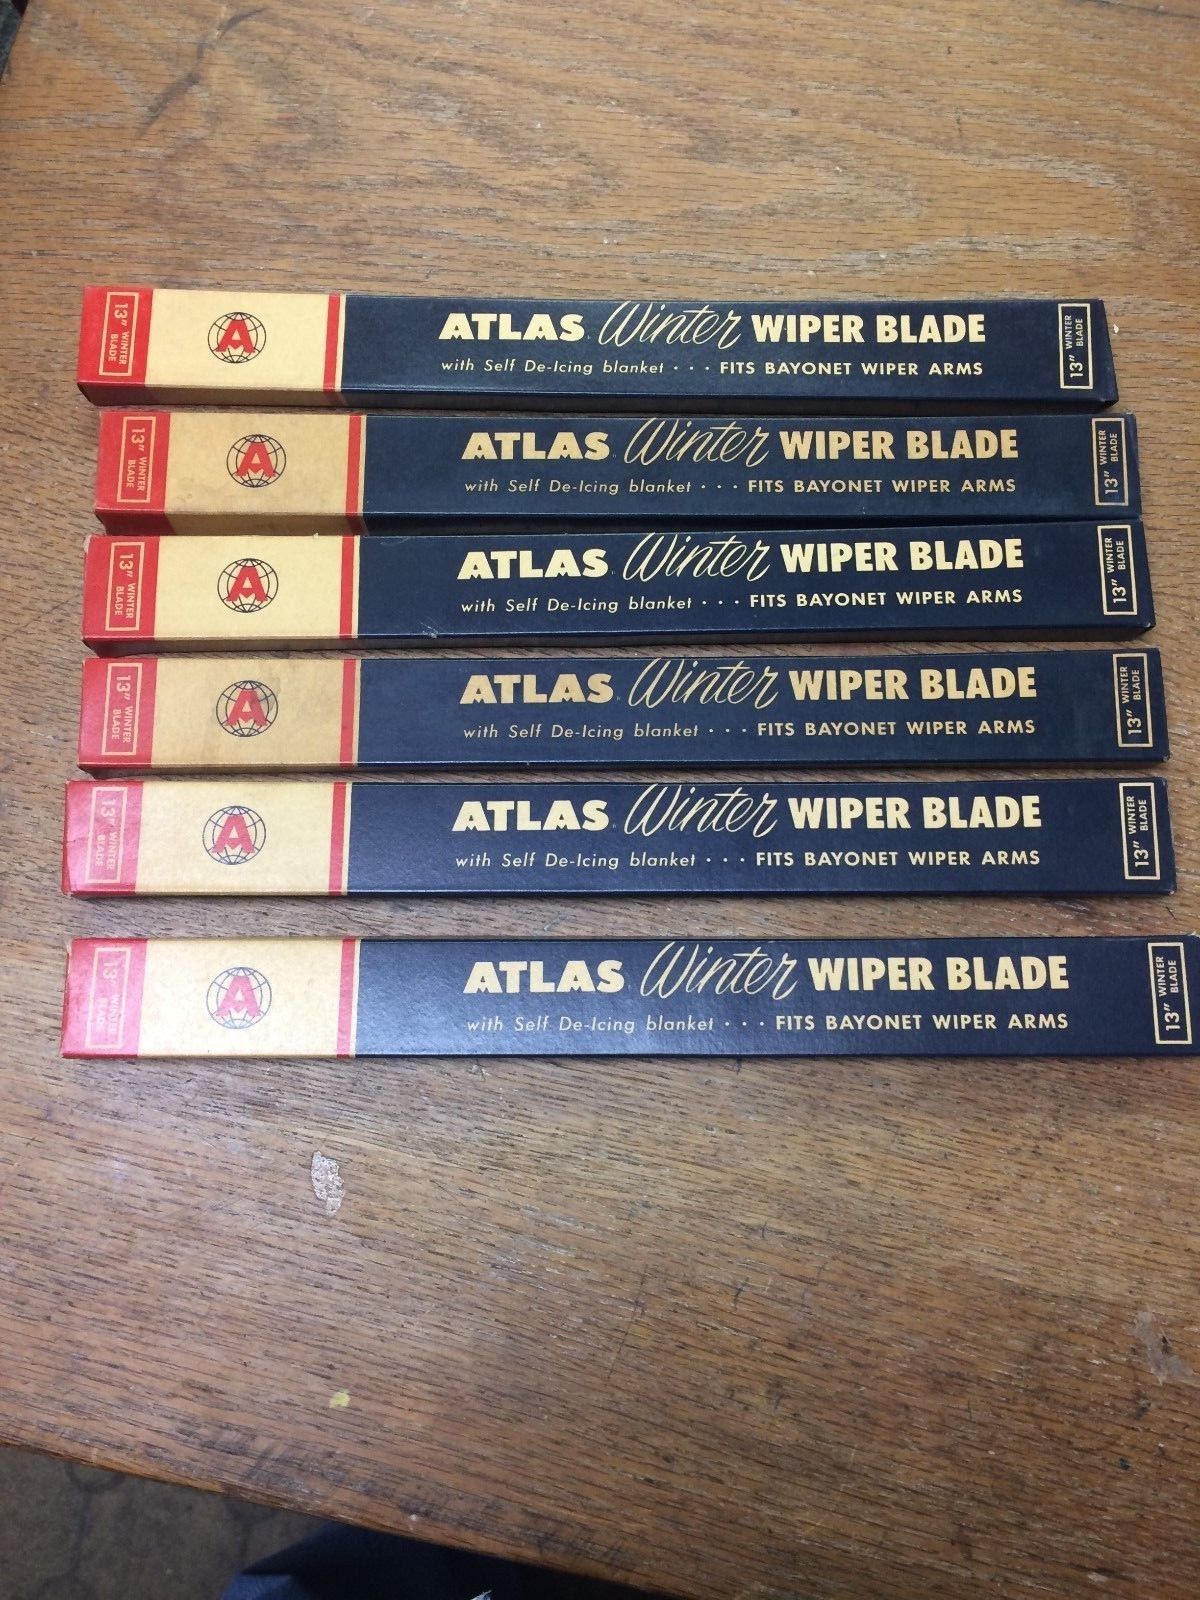 13" WINTER BLADE
A
ATLAS Winter WIPER BLADE
with Self De-Icing blanket . . . FITS BAYONET WIPER ARMS
13" WINTER BLADE
13" WINTER BLADE
A
ATLAS Winter WIPER BLADE
with Self De-Icing blanket . . . FITS BAYONET WIPER ARMS
13" WINTER BLADE
13" WINTER BLADE
A
ATLAS Winter WIPER BLADE
with Self De-Icing blanket . . . FITS BAYONET WIPER ARMS
13" WINTER BLADE
13" WINTER BLADE
A
ATLAS Winter WIPER BLADE
with Self De-Icing blanket . . . FITS BAYONET WIPER ARMS
13" WINTER BLADE
13" WINTER BLADE
A
ATLAS Winter WIPER BLADE
with Self De-Icing blanket . . . FITS BAYONET WIPER ARMS
13" WINTER BLADE
13" WINTER BLADE
A
ATLAS Winter WIPER BLADE
with Self De-Icing blanket . . . FITS BAYONET WIPER ARMS
13" WINTER BLADE